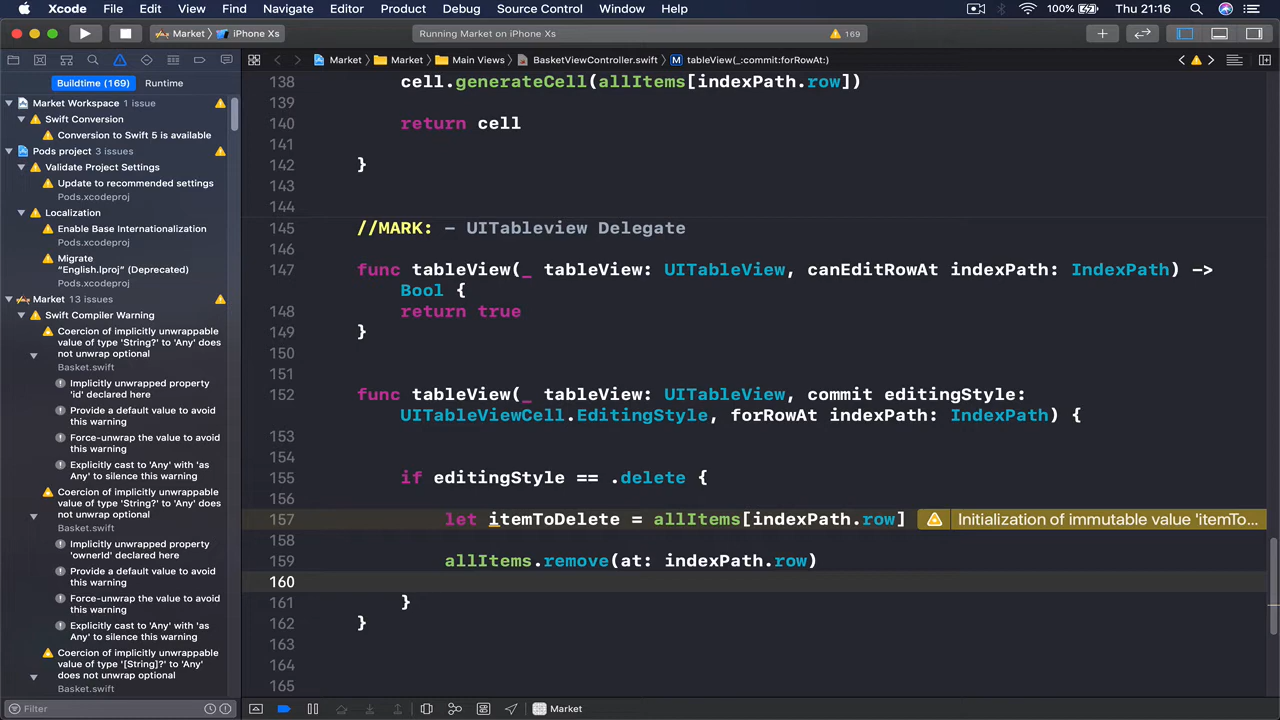 Xcode File Edit View Find Navigate Editor Product Debug Source Control Window Help 100% Thu 21:16
Market iPhone Xs Running Market on iPhone Xs 169
Market Market Main Views BasketViewController.swift M tableView(_:commit:forRowAt:)
Buildtime (169) Runtime
Market Workspace 1 issue
Swift Conversion
Conversion to Swift 5 is available
Pods project 3 issues
Validate Project Settings
Update to recommended settings
Pods.xcodeproj
Localization
Enable Base Internationalization
Pods.xcodeproj
Migrate
“English.lproj” (Deprecated)
Pods.xcodeproj
Market 13 issues
Swift Compiler Warning
Coercion of implicitly unwrappable
value of type 'String?' to 'Any' does
not unwrap optional
Basket.swift
Implicitly unwrapped property
'id' declared here
Provide a default value to avoid
this warning
Force-unwrap the value to avoid
this warning
Explicitly cast to 'Any' with 'as
Any' to silence this warning
Coercion of implicitly unwrappable
value of type 'String?' to 'Any' does
not unwrap optional
Basket.swift
Implicitly unwrapped property
'ownerId' declared here
Provide a default value to avoid
this warning
Force-unwrap the value to avoid
this warning
Explicitly cast to 'Any' with 'as
Any' to silence this warning
Coercion of implicitly unwrappable
value of type '[String]?' to 'Any'
does not unwrap optional
Basket.swift
Filter
138 cell.generateCell(allItems[indexPath.row])
139
140 return cell
141
142 }
143
144
145 //MARK: - UITableview Delegate
146
147 func tableView(_ tableView: UITableView, canEditRowAt indexPath: IndexPath) ->
Bool {
148 return true
149 }
150
151
152 func tableView(_ tableView: UITableView, commit editingStyle:
UITableViewCell.EditingStyle, forRowAt indexPath: IndexPath) {
153
154
155 if editingStyle == .delete {
156
157 let itemToDelete = allItems[indexPath.row] Initialization of immutable value 'itemTo...
158
159 allItems.remove(at: indexPath.row)
160
161 }
162 }
163
164
165
Market